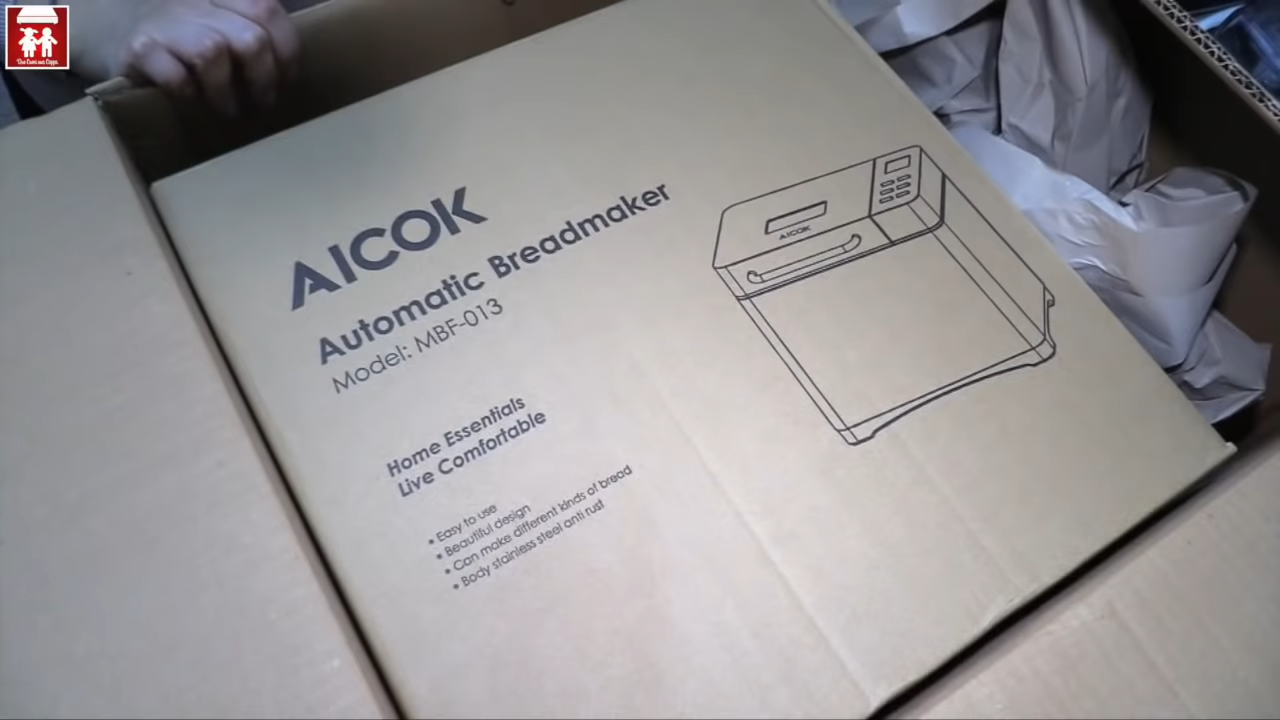 AICOK
Automatic Breadmaker
Model: MBF-013
Home Essentials
Live Comfortable
• Easy to use
• Beautiful design
• Can make different kinds of bread
• Body stainless steel anti rust
AICOK